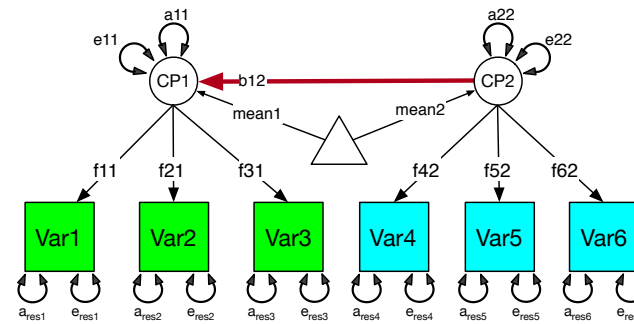 a11 a22
e11 e22
CP1 b12 CP2
mean1 mean2
f11 f21 f31 f42 f52 f62
Var1 Var2 Var3 Var4 Var5 Var6
ares1 eres1 ares2 eres2 ares3 eres3 ares4 eres4 ares5 eres5 ares6